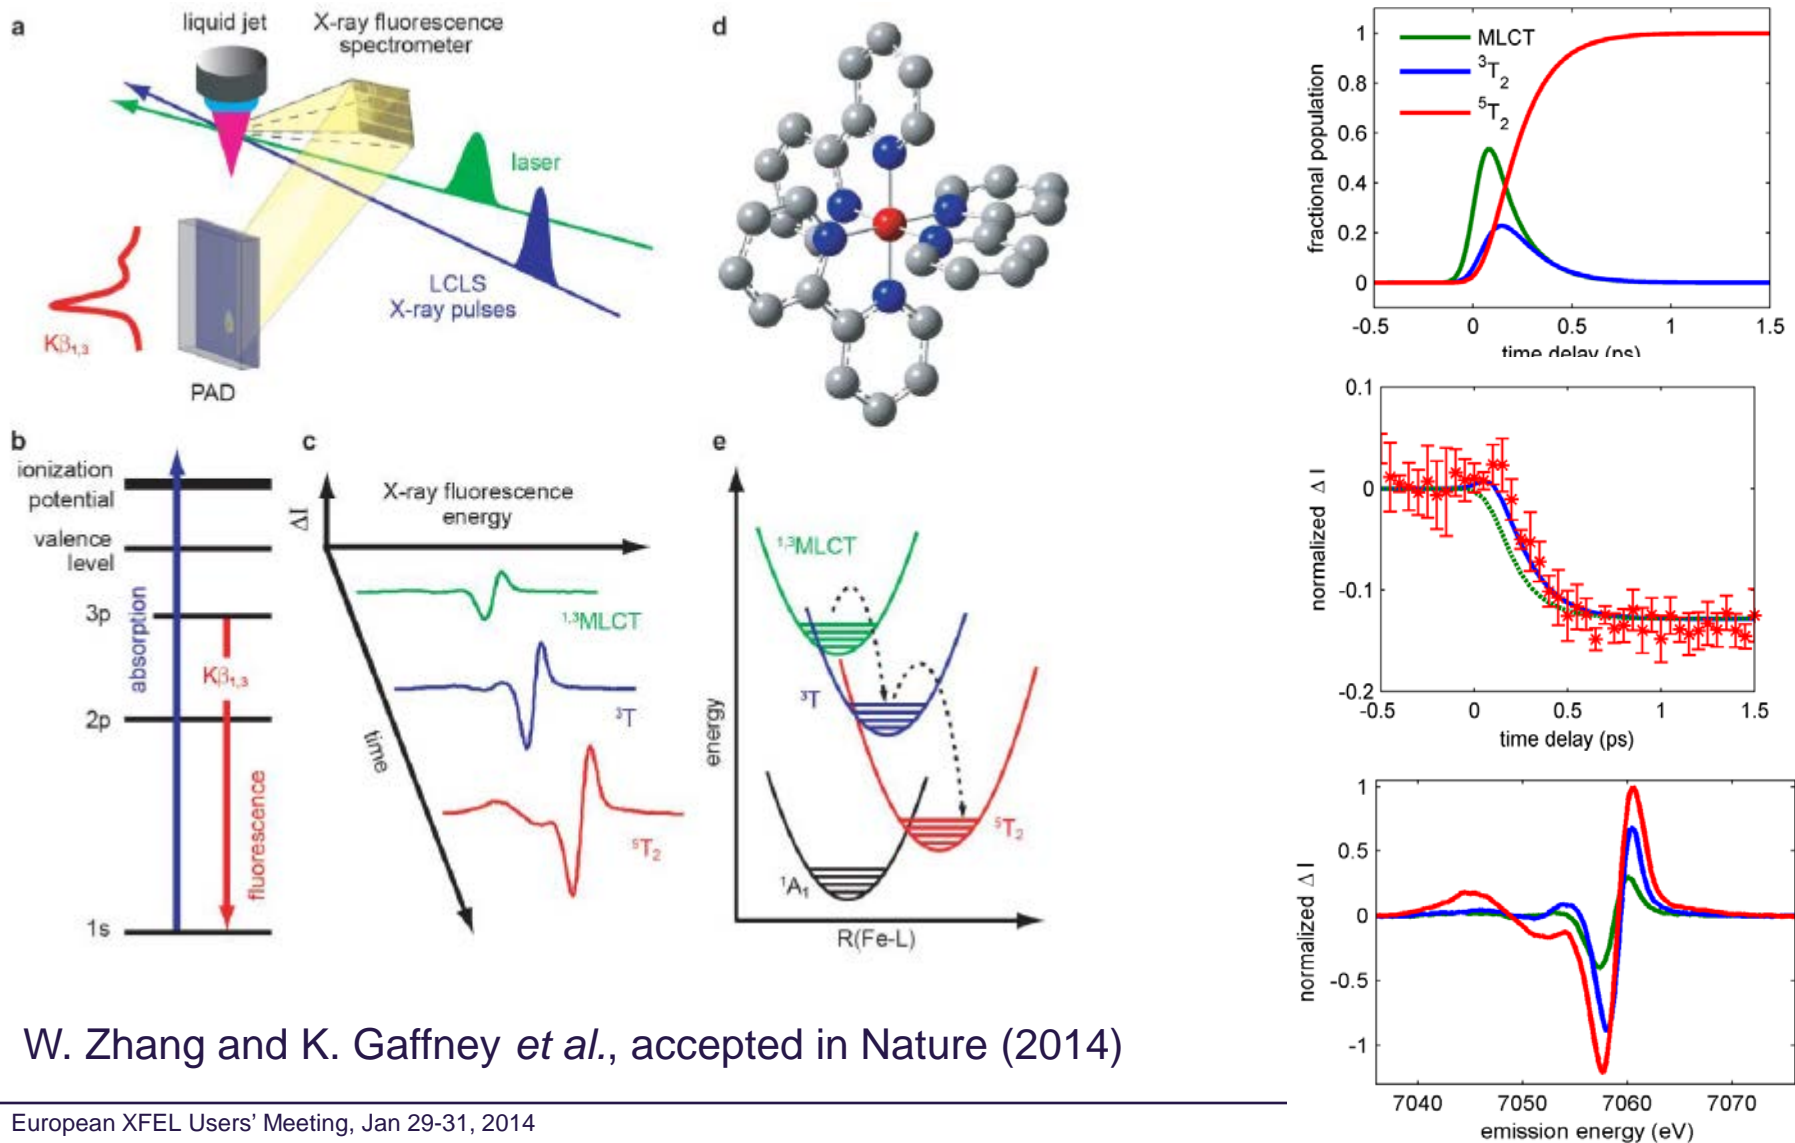 a
liquid jet
X-ray fluorescence
spectrometer
laser
LCLS
X-ray pulses
Kβ1,3
PAD
d
b
ionization
potential
valence
level
3p
absorption
Kβ1,3
2p
fluorescence
1s
c
ΔI
X-ray fluorescence
energy
1,3MLCT
3T
time
5T2
e
energy
1,3MLCT
3T
5T2
1A1
R(Fe-L)
MLCT
3T2
5T2
fractional population
1
0.8
0.6
0.4
0.2
0
-0.5 0 0.5 1 1.5
time delay (ps)
normalized Δ I
0.1
0
-0.1
-0.2
-0.5 0 0.5 1 1.5
time delay (ps)
normalized Δ I
1
0.5
0
-0.5
-1
7040 7050 7060 7070
emission energy (eV)
W. Zhang and K. Gaffney et al., accepted in Nature (2014)
European XFEL Users’ Meeting, Jan 29-31, 2014